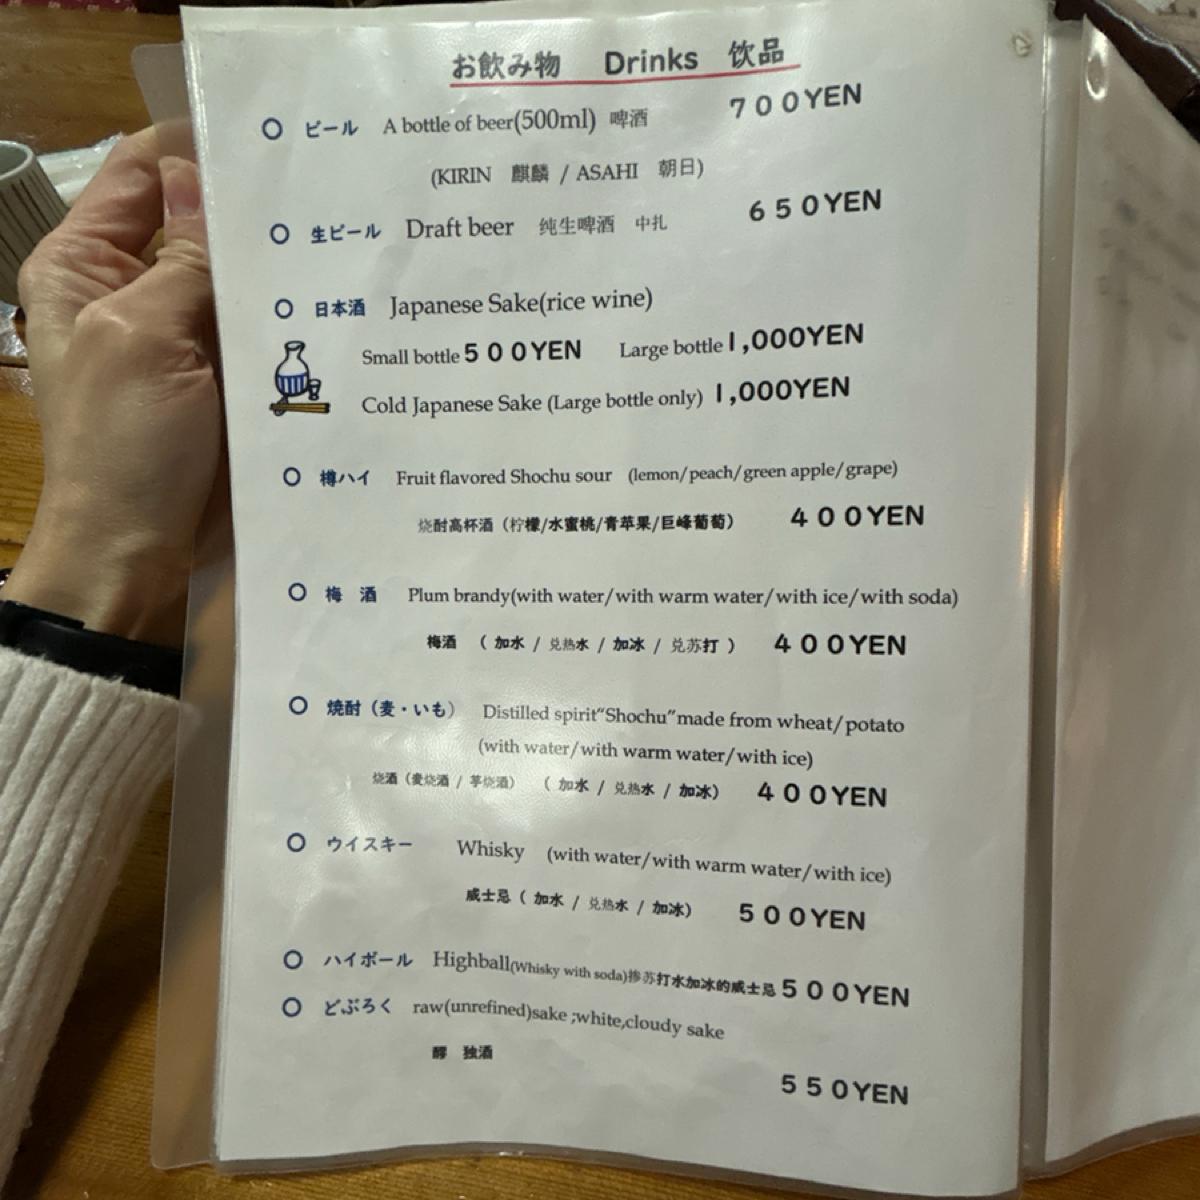 お飲み物 Drinks 饮品
○ ビール A bottle of beer(500ml) 啤酒 700YEN
(KIRIN 麒麟 / ASAHI 朝日)
○ 生ビール Draft beer 纯生啤酒 中扎 650YEN
○ 日本酒 Japanese Sake(rice wine)
Small bottle 500YEN Large bottle 1,000YEN
Cold Japanese Sake (Large bottle only) 1,000YEN
○ 樽ハイ Fruit flavored Shochu sour (lemon/peach/green apple/grape)
烧酎高杯酒（柠檬/水蜜桃/青苹果/巨峰葡萄） 400YEN
○ 梅 酒 Plum brandy(with water/with warm water/with ice/with soda)
梅酒 （ 加水 / 兑热水 / 加冰 / 兑苏打 ） 400YEN
○ 焼酎（麦・いも） Distilled spirit"Shochu"made from wheat/potato
(with water/with warm water/with ice)
烧酒（麦烧酒 / 芋烧酒） （ 加水 / 兑热水 / 加冰） 400YEN
○ ウイスキー Whisky (with water/with warm water/with ice)
威士忌（ 加水 / 兑热水 / 加冰） 500YEN
○ ハイボール Highball(Whisky with soda)掺苏打水加冰的威士忌 500YEN
○ どぶろく raw(unrefined)sake ;white,cloudy sake
醪 独酒
550YEN